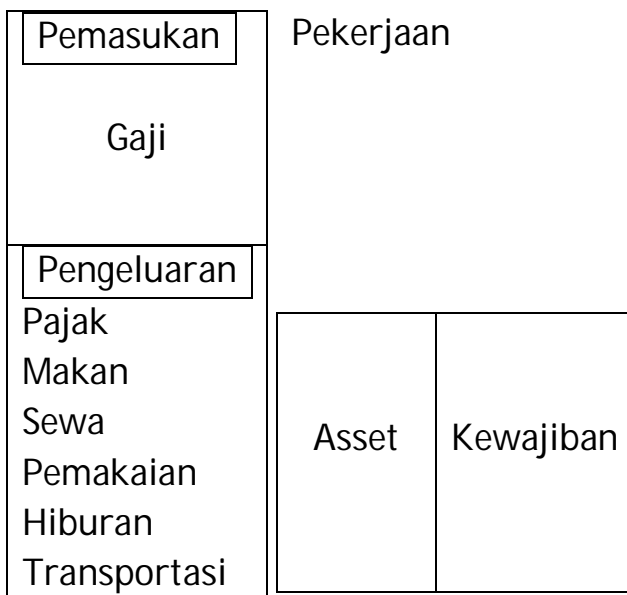 Pemasukan
Pekerjaan
Gaji
Pengeluaran
Pajak
Makan
Sewa
Pemakaian
Hiburan
Transportasi
Asset
Kewajiban